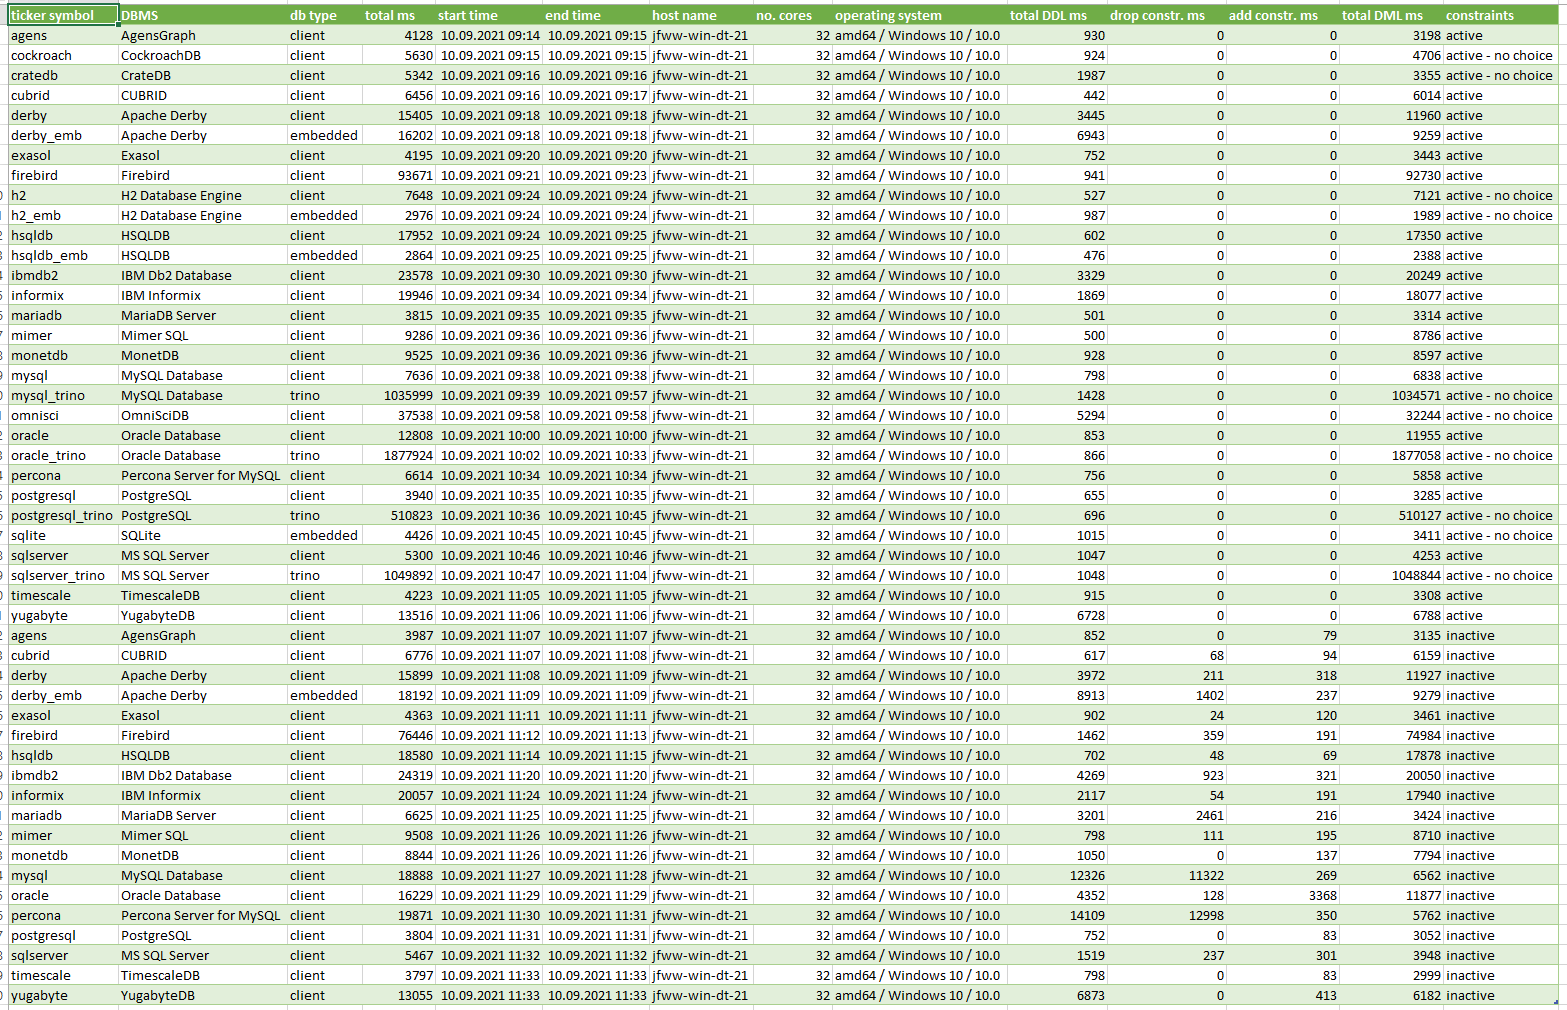 ticker symbol DBMS db type total ms start time end time host name no. cores operating system total DDL ms drop constr. ms add constr. ms total DML ms constraints
agens AgensGraph client 4128 10.09.2021 09:14 10.09.2021 09:15 jfww-win-dt-21 32 amd64 / Windows 10 / 10.0 930 0 0 3198 active
cockroach CockroachDB client 5630 10.09.2021 09:15 10.09.2021 09:15 jfww-win-dt-21 32 amd64 / Windows 10 / 10.0 924 0 0 4706 active - no choice
cratedb CrateDB client 5342 10.09.2021 09:16 10.09.2021 09:16 jfww-win-dt-21 32 amd64 / Windows 10 / 10.0 1987 0 0 3355 active - no choice
cubrid CUBRID client 6456 10.09.2021 09:16 10.09.2021 09:17 jfww-win-dt-21 32 amd64 / Windows 10 / 10.0 442 0 0 6014 active
derby Apache Derby client 15405 10.09.2021 09:18 10.09.2021 09:18 jfww-win-dt-21 32 amd64 / Windows 10 / 10.0 3445 0 0 11960 active
derby_emb Apache Derby embedded 16202 10.09.2021 09:18 10.09.2021 09:18 jfww-win-dt-21 32 amd64 / Windows 10 / 10.0 6943 0 0 9259 active
exasol Exasol client 4195 10.09.2021 09:20 10.09.2021 09:20 jfww-win-dt-21 32 amd64 / Windows 10 / 10.0 752 0 0 3443 active
firebird Firebird client 93671 10.09.2021 09:21 10.09.2021 09:23 jfww-win-dt-21 32 amd64 / Windows 10 / 10.0 941 0 0 92730 active
h2 H2 Database Engine client 7648 10.09.2021 09:24 10.09.2021 09:24 jfww-win-dt-21 32 amd64 / Windows 10 / 10.0 527 0 0 7121 active - no choice
h2_emb H2 Database Engine embedded 2976 10.09.2021 09:24 10.09.2021 09:24 jfww-win-dt-21 32 amd64 / Windows 10 / 10.0 987 0 0 1989 active - no choice
hsqldb HSQLDB client 17952 10.09.2021 09:24 10.09.2021 09:25 jfww-win-dt-21 32 amd64 / Windows 10 / 10.0 602 0 0 17350 active
hsqldb_emb HSQLDB embedded 2864 10.09.2021 09:25 10.09.2021 09:25 jfww-win-dt-21 32 amd64 / Windows 10 / 10.0 476 0 0 2388 active
ibmdb2 IBM Db2 Database client 23578 10.09.2021 09:30 10.09.2021 09:30 jfww-win-dt-21 32 amd64 / Windows 10 / 10.0 3329 0 0 20249 active
informix IBM Informix client 19946 10.09.2021 09:34 10.09.2021 09:34 jfww-win-dt-21 32 amd64 / Windows 10 / 10.0 1869 0 0 18077 active
mariadb MariaDB Server client 3815 10.09.2021 09:35 10.09.2021 09:35 jfww-win-dt-21 32 amd64 / Windows 10 / 10.0 501 0 0 3314 active
mimer Mimer SQL client 9286 10.09.2021 09:36 10.09.2021 09:36 jfww-win-dt-21 32 amd64 / Windows 10 / 10.0 500 0 0 8786 active
monetdb MonetDB client 9525 10.09.2021 09:36 10.09.2021 09:36 jfww-win-dt-21 32 amd64 / Windows 10 / 10.0 928 0 0 8597 active
mysql MySQL Database client 7636 10.09.2021 09:38 10.09.2021 09:38 jfww-win-dt-21 32 amd64 / Windows 10 / 10.0 798 0 0 6838 active
mysql_trino MySQL Database trino 1035999 10.09.2021 09:39 10.09.2021 09:57 jfww-win-dt-21 32 amd64 / Windows 10 / 10.0 1428 0 0 1034571 active - no choice
omnisci OmniSciDB client 37538 10.09.2021 09:58 10.09.2021 09:58 jfww-win-dt-21 32 amd64 / Windows 10 / 10.0 5294 0 0 32244 active - no choice
oracle Oracle Database client 12808 10.09.2021 10:00 10.09.2021 10:00 jfww-win-dt-21 32 amd64 / Windows 10 / 10.0 853 0 0 11955 active
oracle_trino Oracle Database trino 1877924 10.09.2021 10:02 10.09.2021 10:33 jfww-win-dt-21 32 amd64 / Windows 10 / 10.0 866 0 0 1877058 active - no choice
percona Percona Server for MySQL client 6614 10.09.2021 10:34 10.09.2021 10:34 jfww-win-dt-21 32 amd64 / Windows 10 / 10.0 756 0 0 5858 active
postgresql PostgreSQL client 3940 10.09.2021 10:35 10.09.2021 10:35 jfww-win-dt-21 32 amd64 / Windows 10 / 10.0 655 0 0 3285 active
postgresql_trino PostgreSQL trino 510823 10.09.2021 10:36 10.09.2021 10:45 jfww-win-dt-21 32 amd64 / Windows 10 / 10.0 696 0 0 510127 active - no choice
sqlite SQLite embedded 4426 10.09.2021 10:45 10.09.2021 10:45 jfww-win-dt-21 32 amd64 / Windows 10 / 10.0 1015 0 0 3411 active - no choice
sqlserver MS SQL Server client 5300 10.09.2021 10:46 10.09.2021 10:46 jfww-win-dt-21 32 amd64 / Windows 10 / 10.0 1047 0 0 4253 active
sqlserver_trino MS SQL Server trino 1049892 10.09.2021 10:47 10.09.2021 11:04 jfww-win-dt-21 32 amd64 / Windows 10 / 10.0 1048 0 0 1048844 active - no choice
timescale TimescaleDB client 4223 10.09.2021 11:05 10.09.2021 11:05 jfww-win-dt-21 32 amd64 / Windows 10 / 10.0 915 0 0 3308 active
yugabyte YugabyteDB client 13516 10.09.2021 11:06 10.09.2021 11:06 jfww-win-dt-21 32 amd64 / Windows 10 / 10.0 6728 0 0 6788 active
agens AgensGraph client 3987 10.09.2021 11:07 10.09.2021 11:07 jfww-win-dt-21 32 amd64 / Windows 10 / 10.0 852 0 79 3135 inactive
cubrid CUBRID client 6776 10.09.2021 11:07 10.09.2021 11:08 jfww-win-dt-21 32 amd64 / Windows 10 / 10.0 617 68 94 6159 inactive
derby Apache Derby client 15899 10.09.2021 11:08 10.09.2021 11:09 jfww-win-dt-21 32 amd64 / Windows 10 / 10.0 3972 211 318 11927 inactive
derby_emb Apache Derby embedded 18192 10.09.2021 11:09 10.09.2021 11:09 jfww-win-dt-21 32 amd64 / Windows 10 / 10.0 8913 1402 237 9279 inactive
exasol Exasol client 4363 10.09.2021 11:11 10.09.2021 11:11 jfww-win-dt-21 32 amd64 / Windows 10 / 10.0 902 24 120 3461 inactive
firebird Firebird client 76446 10.09.2021 11:12 10.09.2021 11:13 jfww-win-dt-21 32 amd64 / Windows 10 / 10.0 1462 359 191 74984 inactive
hsqldb HSQLDB client 18580 10.09.2021 11:14 10.09.2021 11:15 jfww-win-dt-21 32 amd64 / Windows 10 / 10.0 702 48 69 17878 inactive
ibmdb2 IBM Db2 Database client 24319 10.09.2021 11:20 10.09.2021 11:20 jfww-win-dt-21 32 amd64 / Windows 10 / 10.0 4269 923 321 20050 inactive
informix IBM Informix client 20057 10.09.2021 11:24 10.09.2021 11:24 jfww-win-dt-21 32 amd64 / Windows 10 / 10.0 2117 54 191 17940 inactive
mariadb MariaDB Server client 6625 10.09.2021 11:25 10.09.2021 11:25 jfww-win-dt-21 32 amd64 / Windows 10 / 10.0 3201 2461 216 3424 inactive
mimer Mimer SQL client 9508 10.09.2021 11:26 10.09.2021 11:26 jfww-win-dt-21 32 amd64 / Windows 10 / 10.0 798 111 195 8710 inactive
monetdb MonetDB client 8844 10.09.2021 11:26 10.09.2021 11:26 jfww-win-dt-21 32 amd64 / Windows 10 / 10.0 1050 0 137 7794 inactive
mysql MySQL Database client 18888 10.09.2021 11:27 10.09.2021 11:28 jfww-win-dt-21 32 amd64 / Windows 10 / 10.0 12326 11322 269 6562 inactive
oracle Oracle Database client 16229 10.09.2021 11:29 10.09.2021 11:29 jfww-win-dt-21 32 amd64 / Windows 10 / 10.0 4352 128 3368 11877 inactive
percona Percona Server for MySQL client 19871 10.09.2021 11:30 10.09.2021 11:31 jfww-win-dt-21 32 amd64 / Windows 10 / 10.0 14109 12998 350 5762 inactive
postgresql PostgreSQL client 3804 10.09.2021 11:31 10.09.2021 11:31 jfww-win-dt-21 32 amd64 / Windows 10 / 10.0 752 0 83 3052 inactive
sqlserver MS SQL Server client 5467 10.09.2021 11:32 10.09.2021 11:32 jfww-win-dt-21 32 amd64 / Windows 10 / 10.0 1519 237 301 3948 inactive
timescale TimescaleDB client 3797 10.09.2021 11:33 10.09.2021 11:33 jfww-win-dt-21 32 amd64 / Windows 10 / 10.0 798 0 83 2999 inactive
yugabyte YugabyteDB client 13055 10.09.2021 11:33 10.09.2021 11:33 jfww-win-dt-21 32 amd64 / Windows 10 / 10.0 6873 0 413 6182 inactive